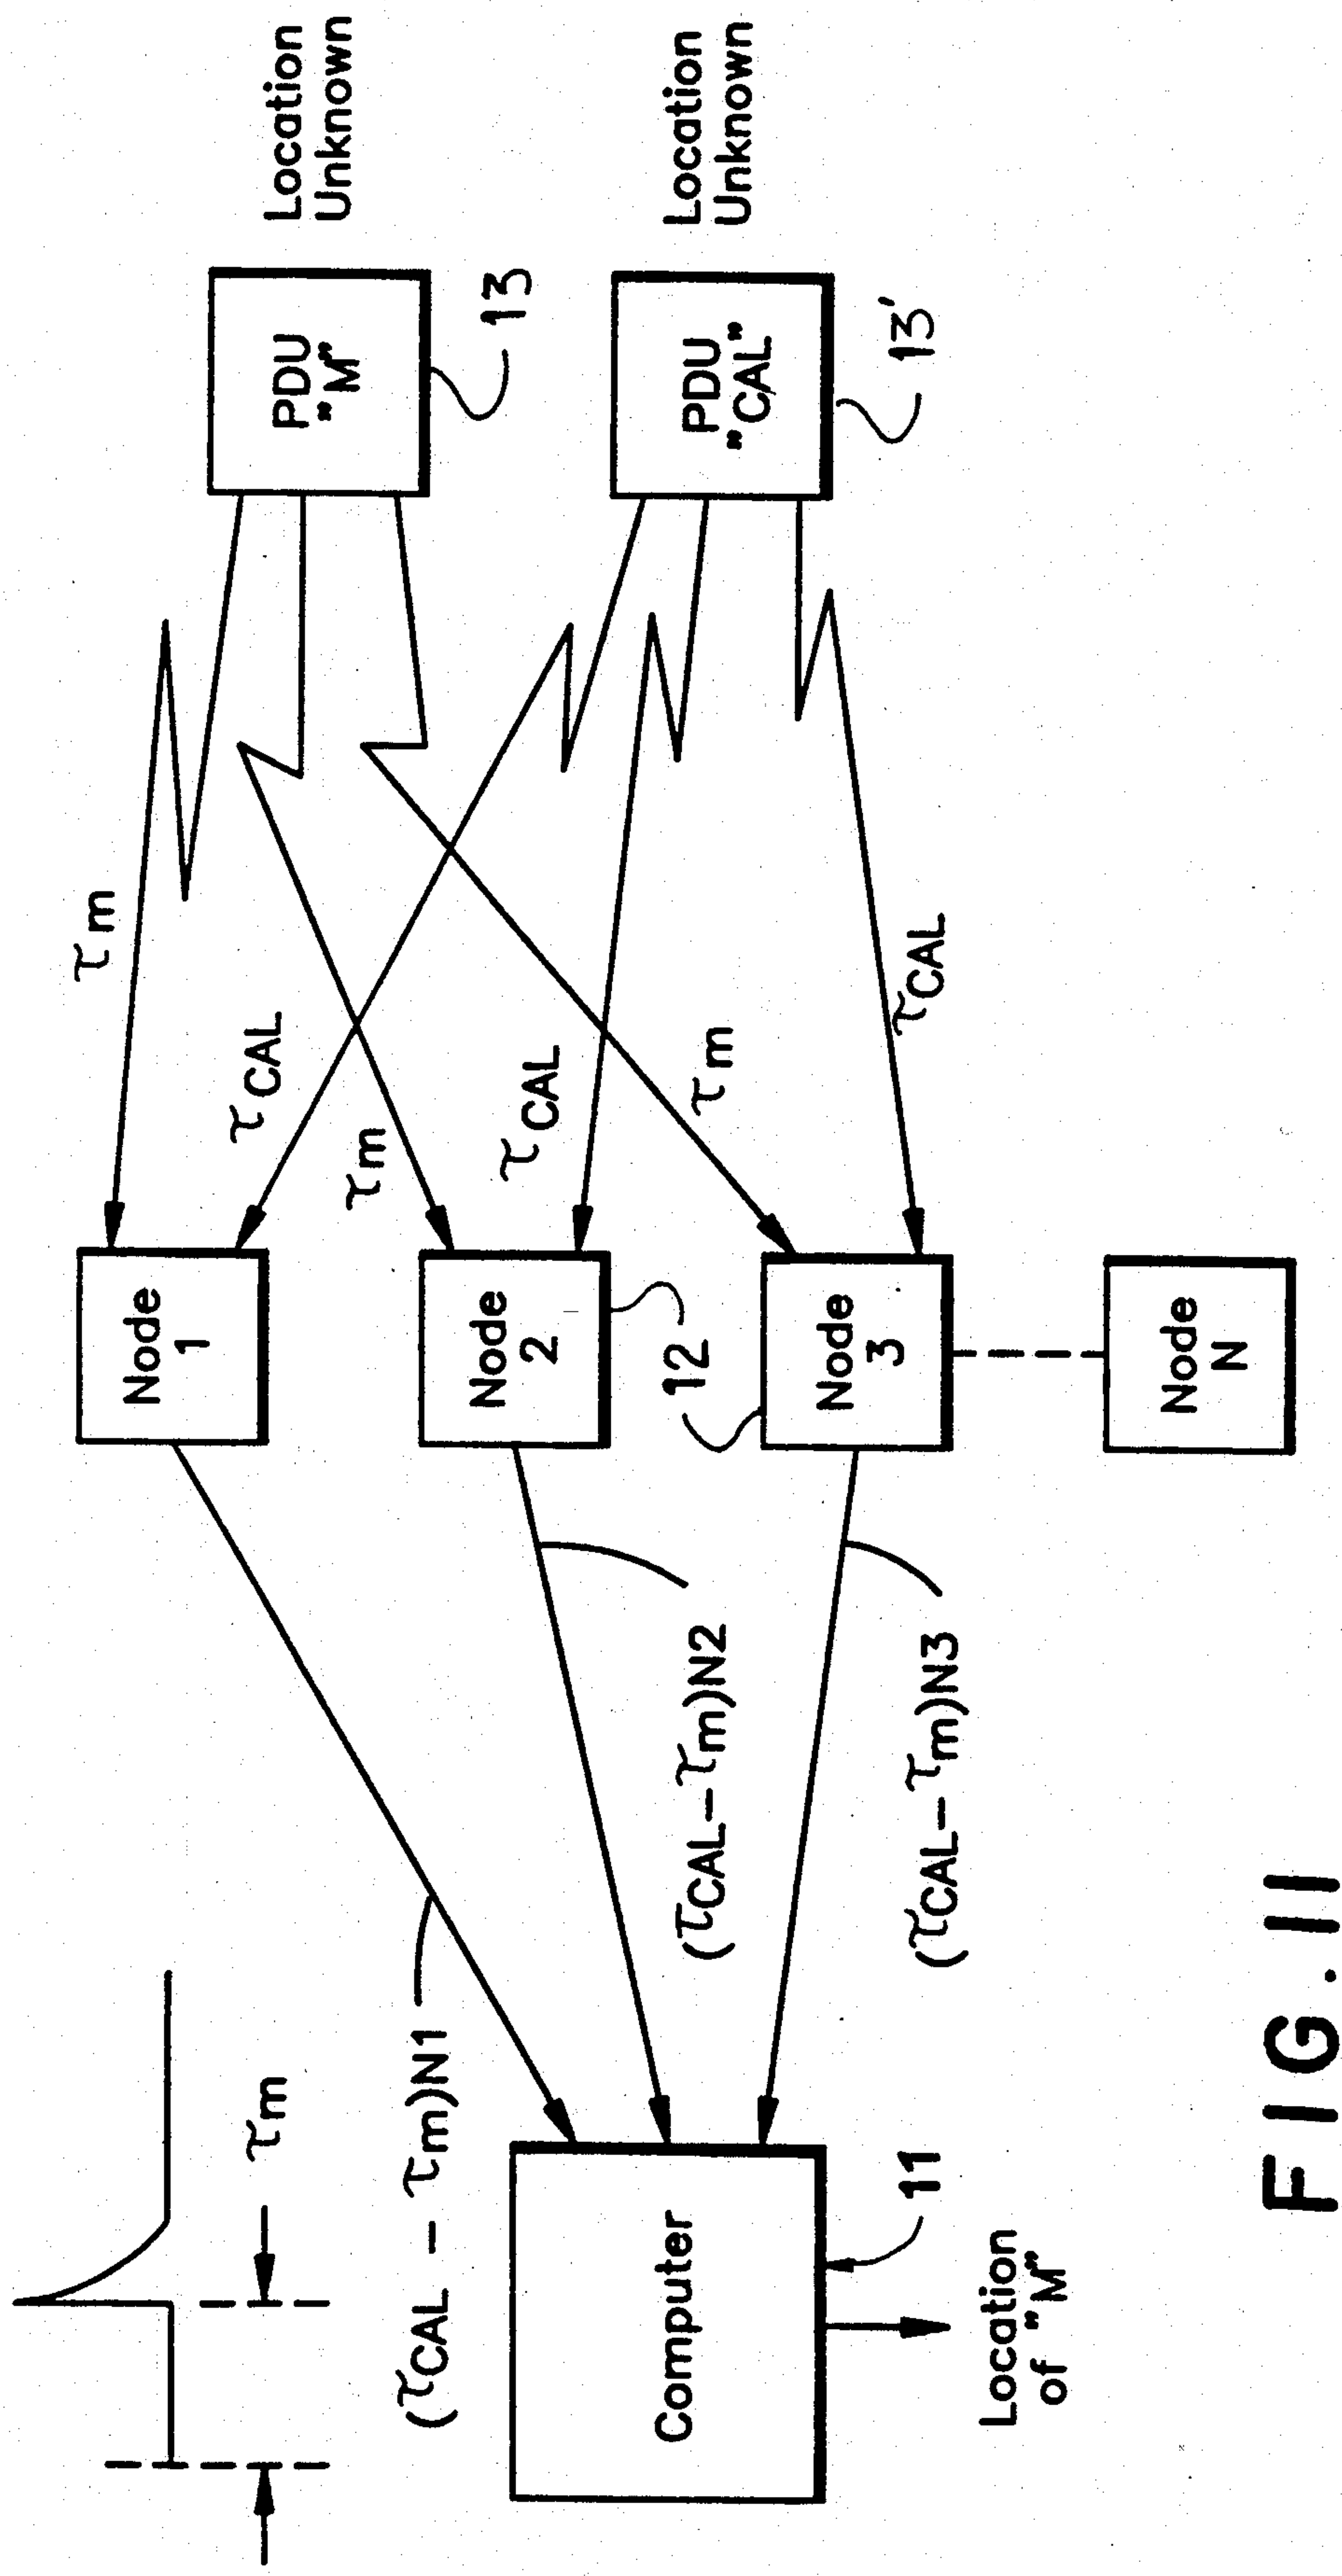 τm
(τCAL − τm)N1
Computer
11
Location
of "M"
(τCAL−τm)N2
(τCAL−τm)N3
Node
1
Node
2
12
Node
3
Node
N
τm
τCAL
τm
τCAL
τm
τCAL
PDU
"M"
13
PDU
"CAL"
13'
Location
Unknown
Location
Unknown
FIG.11